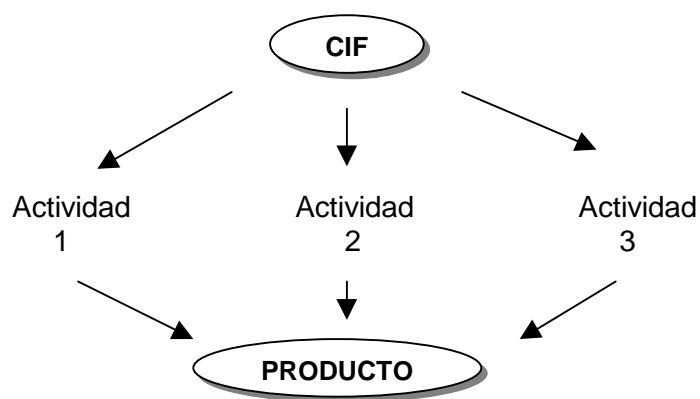 CIF
Actividad
1
Actividad
2
Actividad
3
PRODUCTO